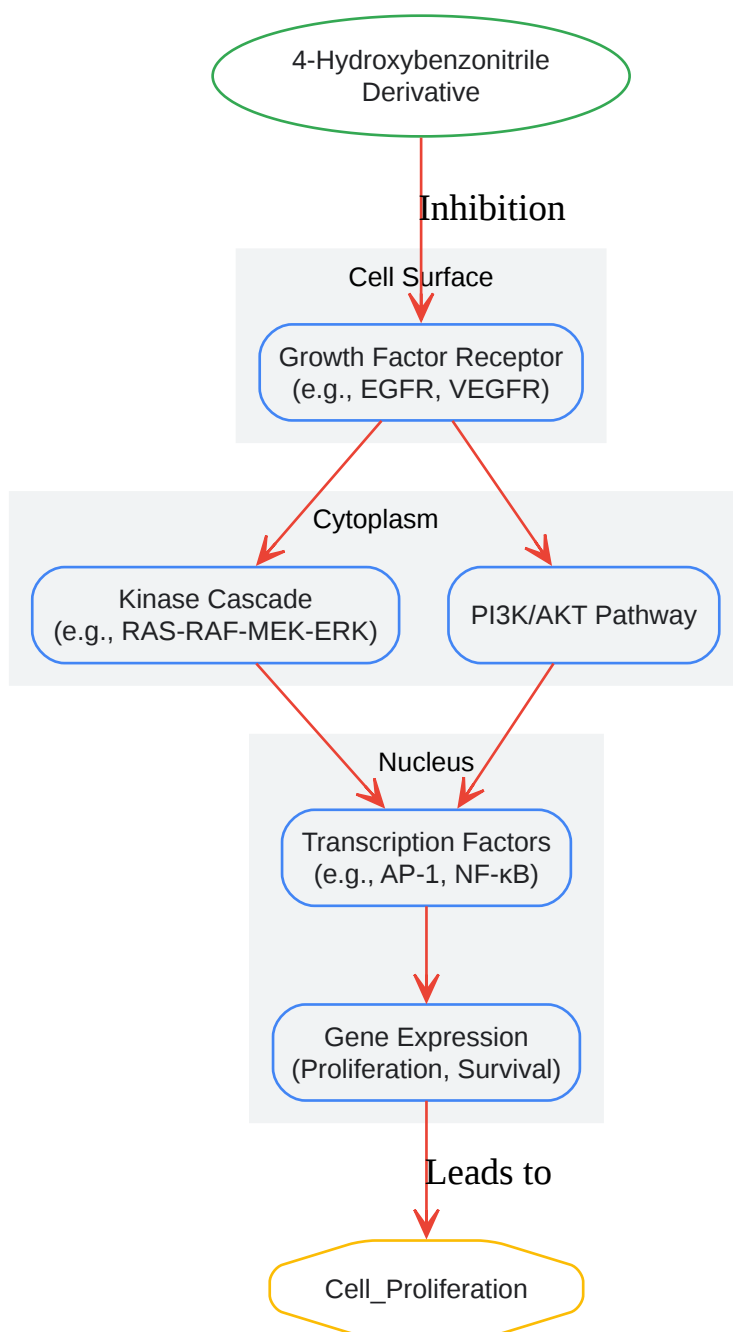 4-Hydroxybenzonitrile
Derivative
Inhibition
Cell Surface
Growth Factor Receptor
(e.g., EGFR, VEGFR)
Cytoplasm
Kinase Cascade
(e.g., RAS-RAF-MEK-ERK)
PI3K/AKT Pathway
Nucleus
Transcription Factors
(e.g., AP-1, NF-κB)
Gene Expression
(Proliferation, Survival)
Leads to
Cell_Proliferation